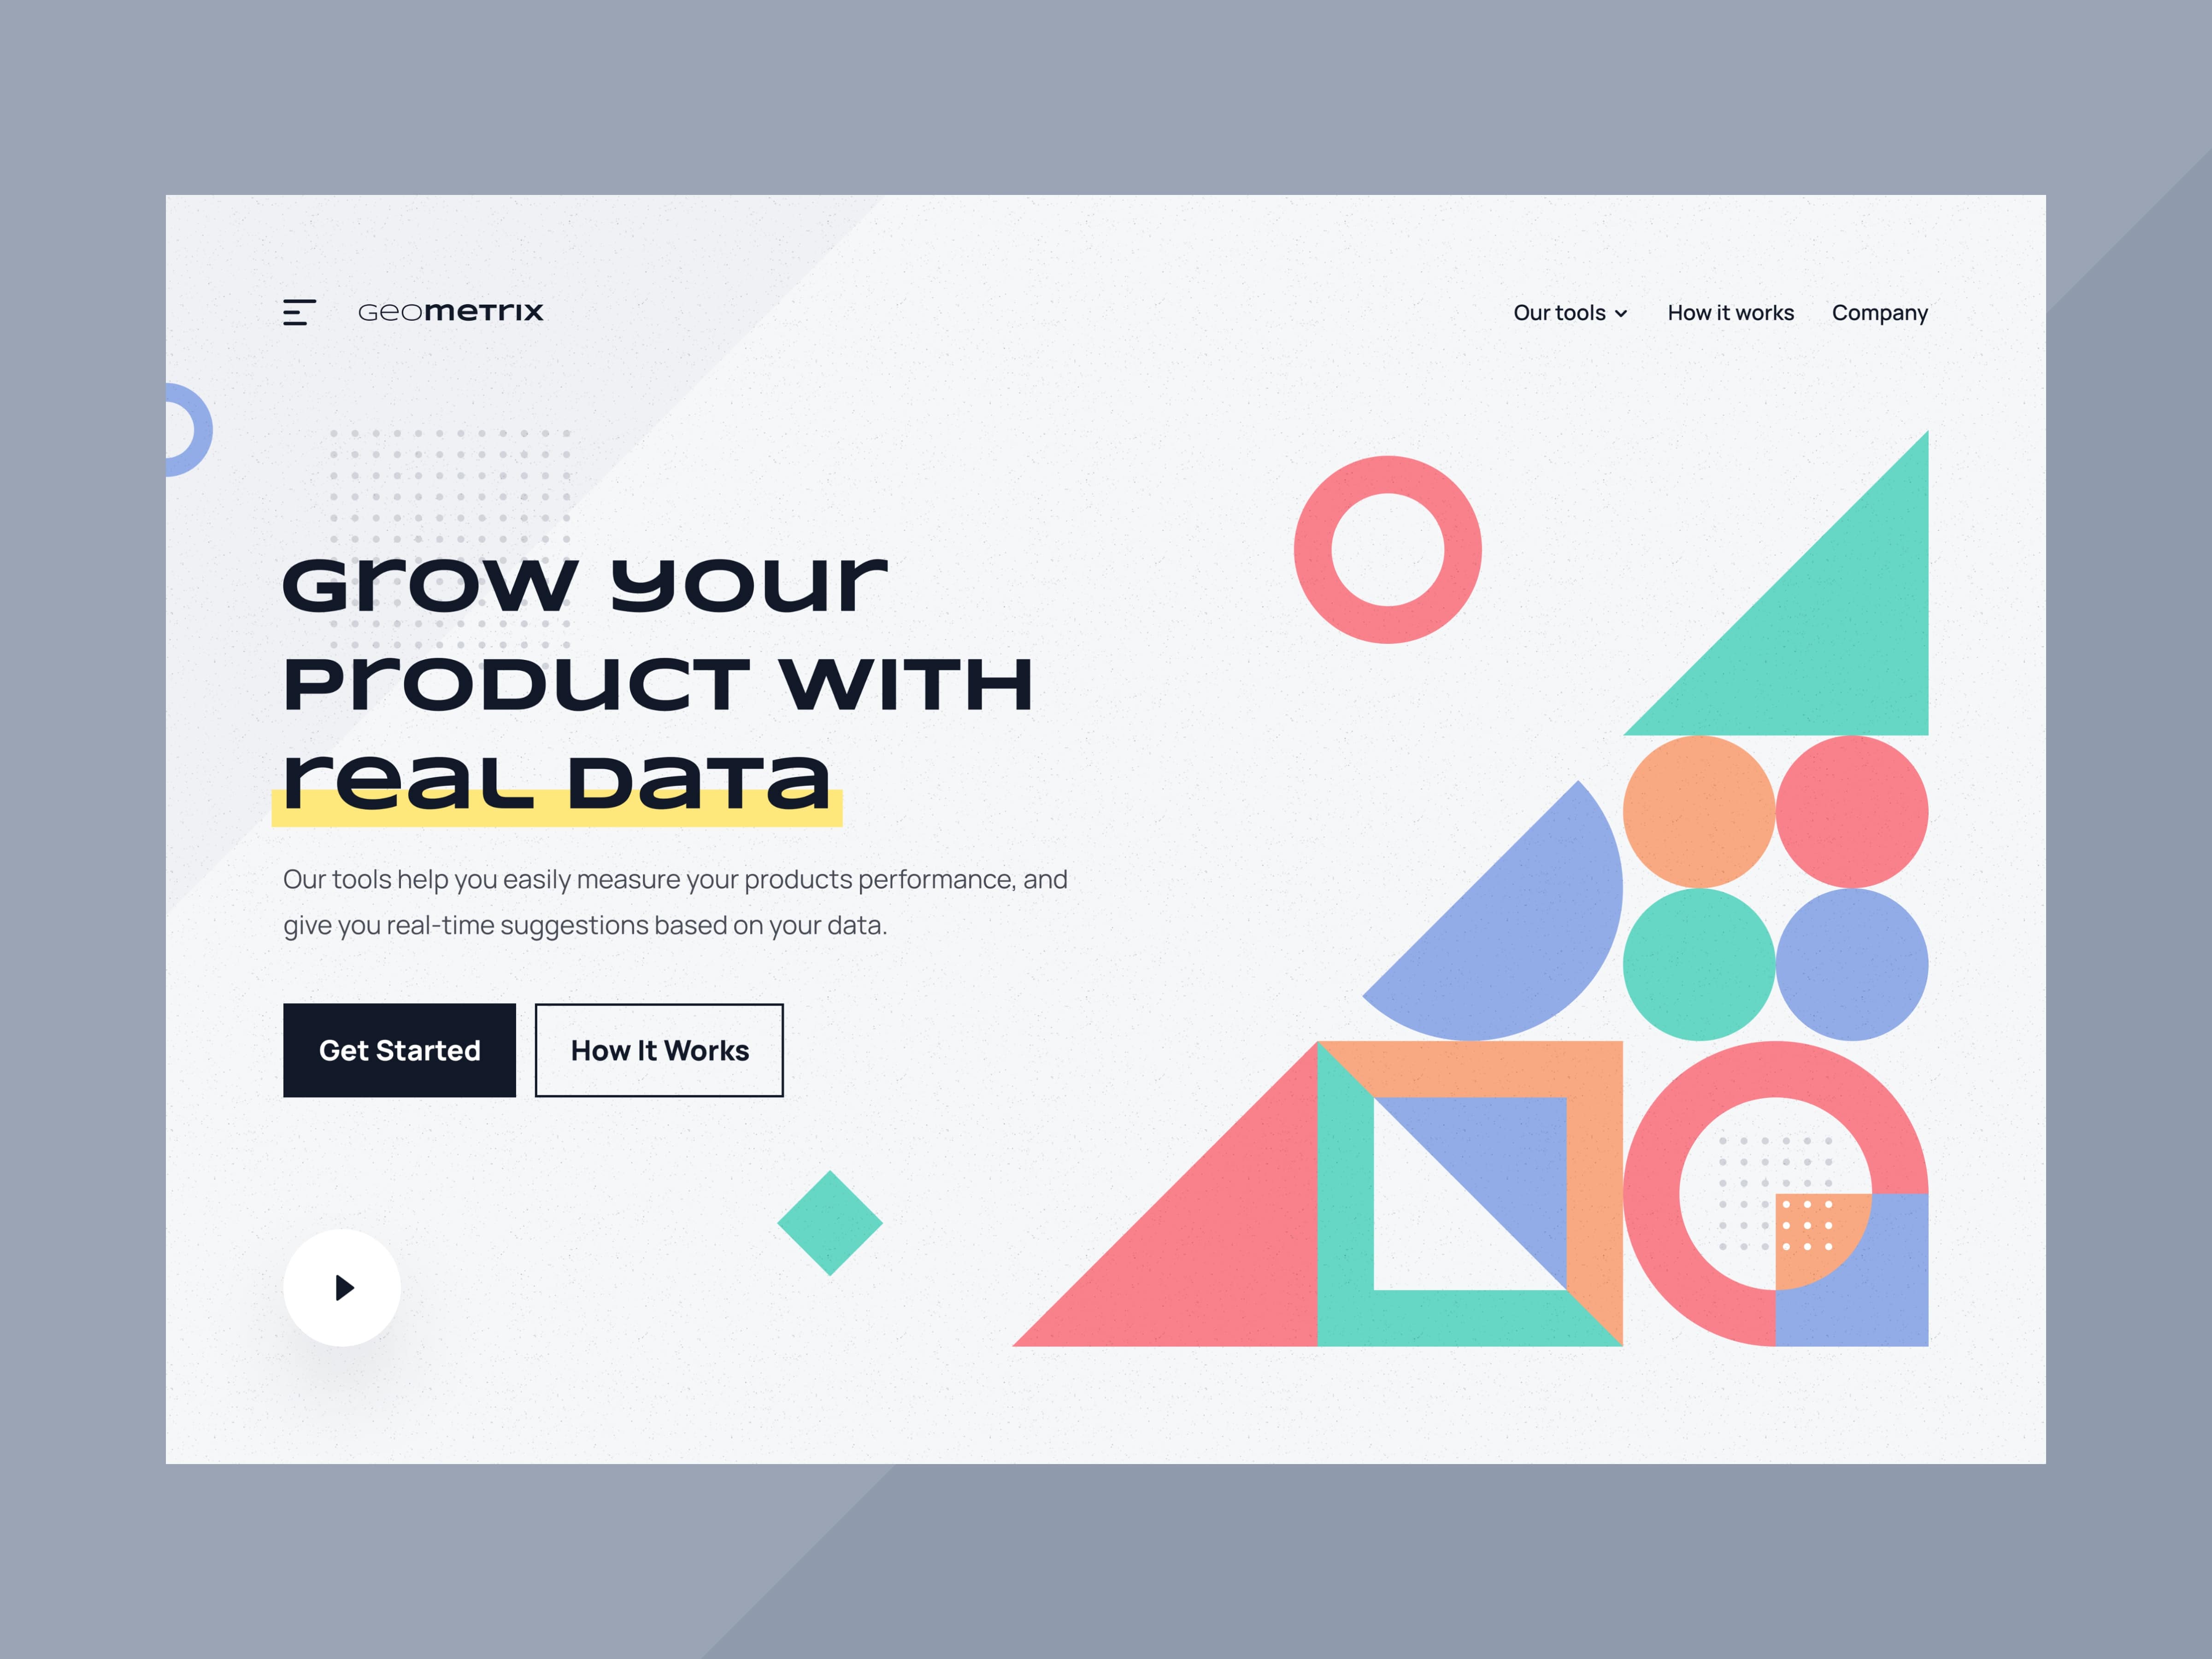 Geometrix
Our tools
How it works
Company
Grow your
product with
real data
Our tools help you easily measure your products performance, and
give you real-time suggestions based on your data.
Get Started
How It Works